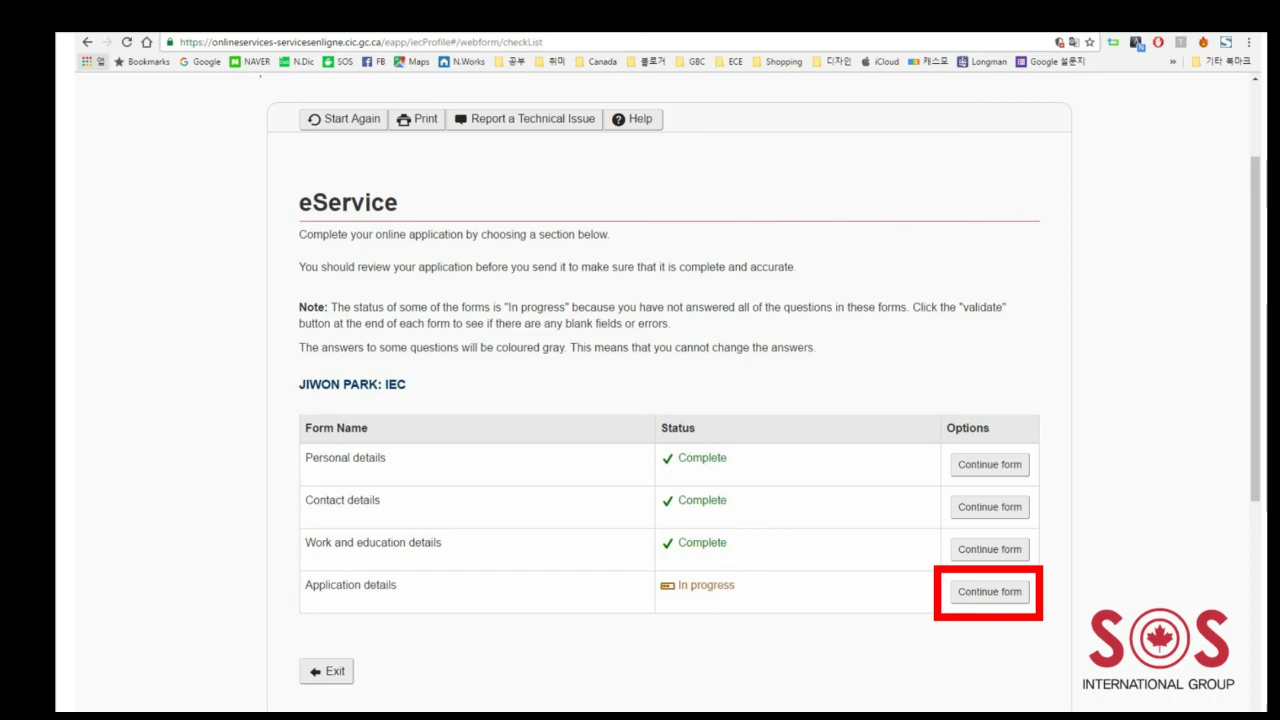 https://onlineservices-servicesenligne.cic.gc.ca/eapp/iecProfile#/webform/checkList
앱 Bookmarks Google NAVER N.Dic SOS FB Maps N.Works 공부 취미 Canada 블로거 GBC ECE Shopping 디자인 iCloud 캐스모 Longman Google 설문지 » 기타 북마크
Start Again Print Report a Technical Issue Help
eService
Complete your online application by choosing a section below.
You should review your application before you send it to make sure that it is complete and accurate.
Note: The status of some of the forms is "In progress" because you have not answered all of the questions in these forms. Click the "validate"
button at the end of each form to see if there are any blank fields or errors.
The answers to some questions will be coloured gray. This means that you cannot change the answers.
JIWON PARK: IEC
Form Name Status Options
Personal details Complete Continue form
Contact details Complete Continue form
Work and education details Complete Continue form
Application details In progress Continue form
Exit
SOS
INTERNATIONAL GROUP